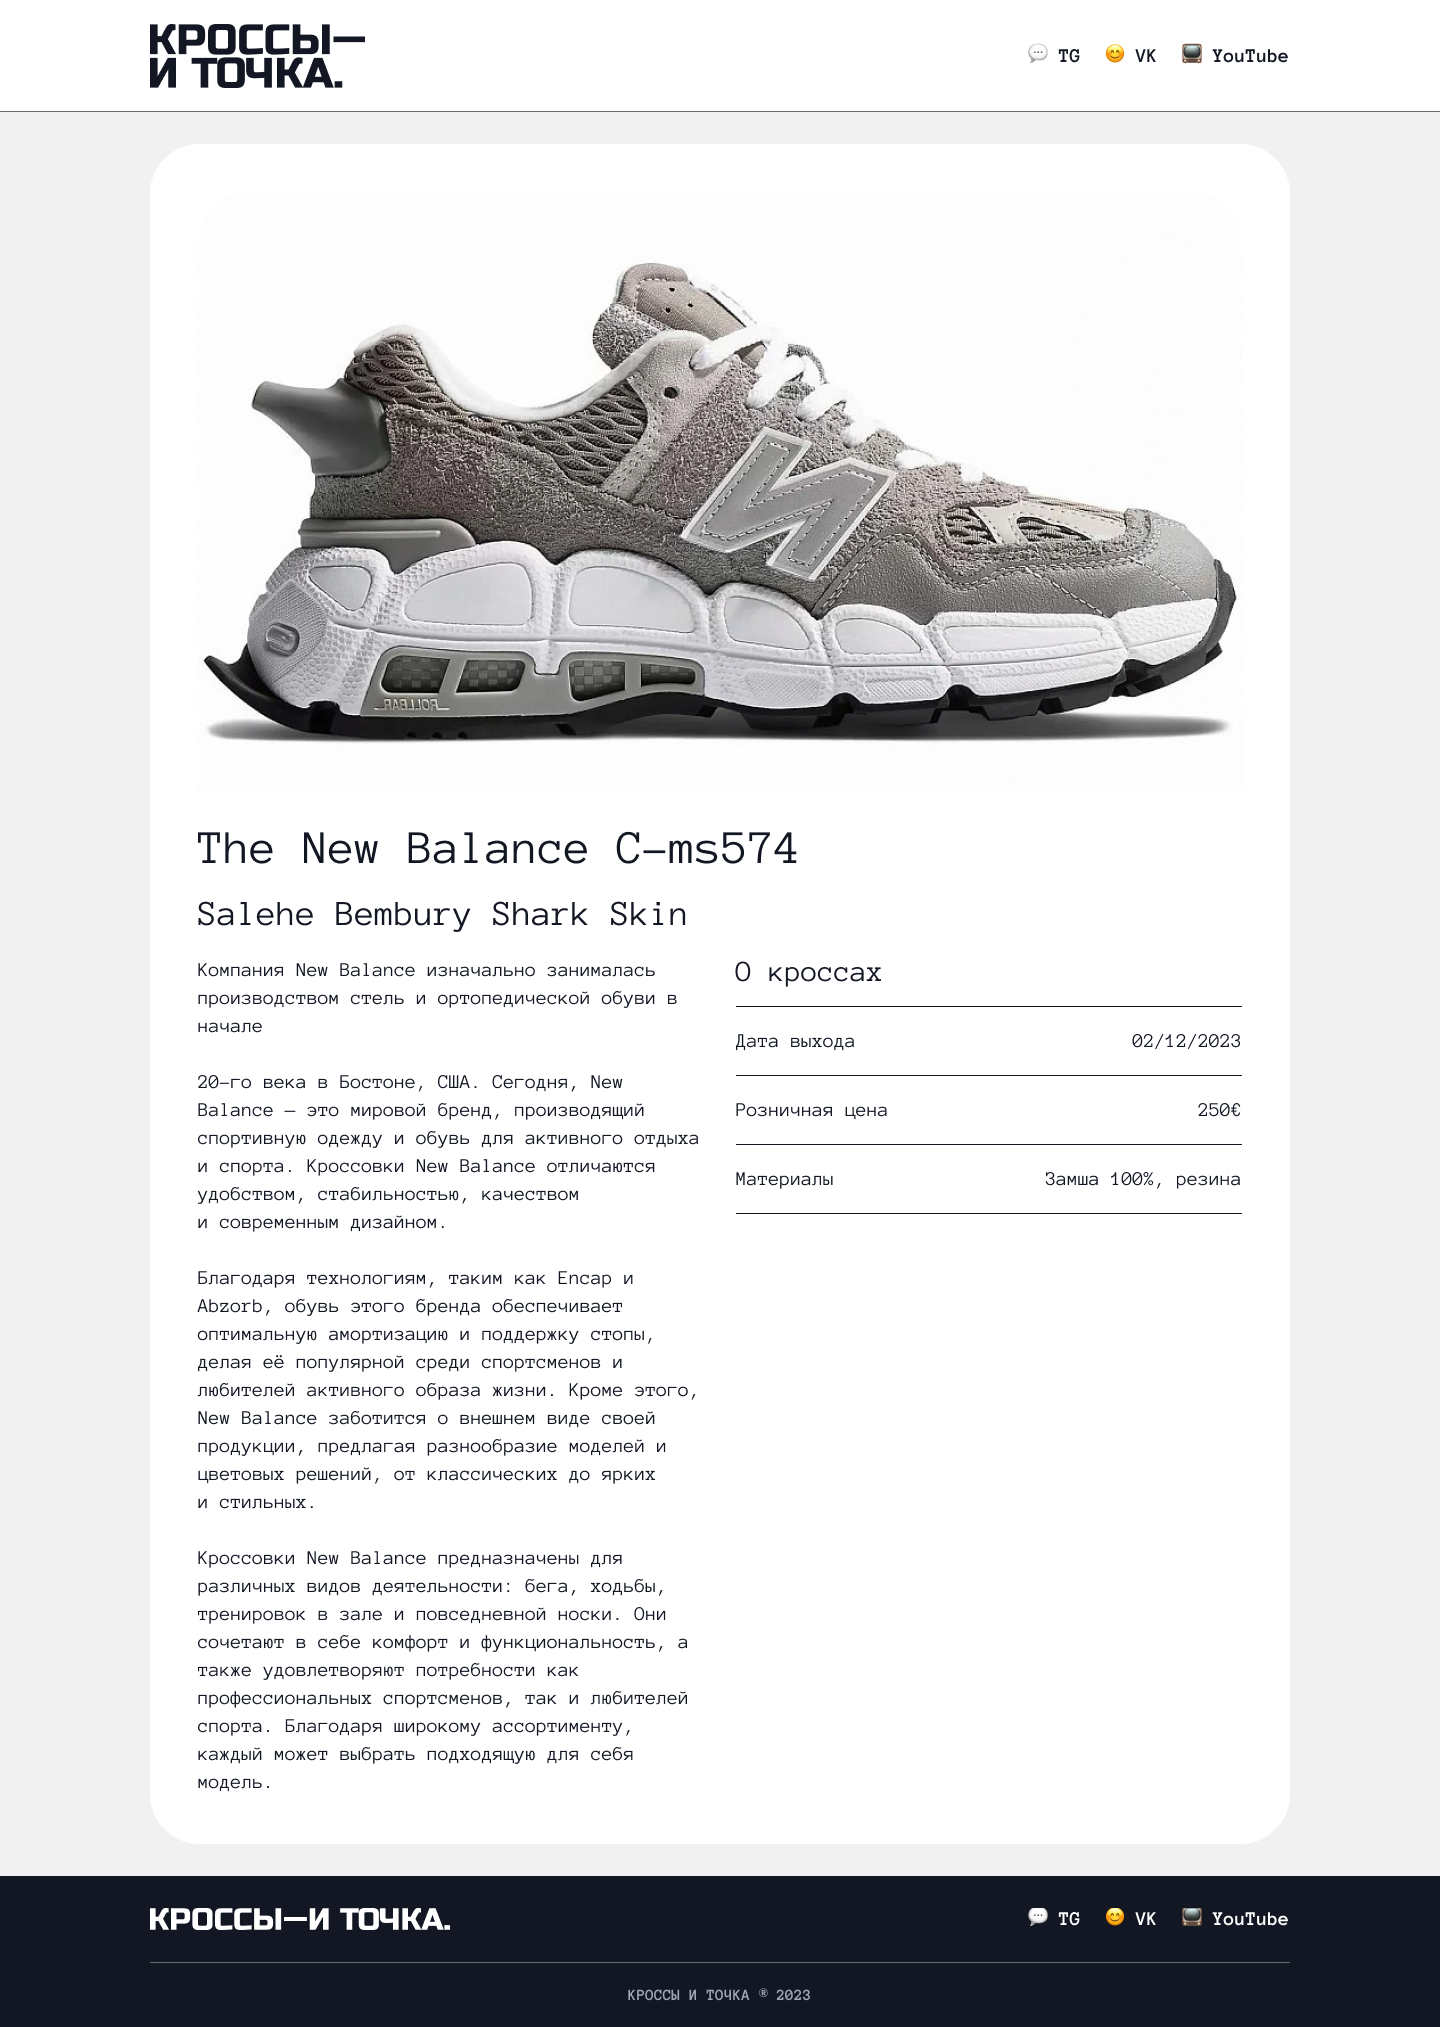 КРОССЫ—
И ТОЧКА.
💬 TG 😊 VK 📺 YouTube
ROLLBAR
The New Balance C-ms574
Salehe Bembury Shark Skin
Компания New Balance изначально занималась
производством стель и ортопедической обуви в
начале
20-го века в Бостоне, США. Сегодня, New
Balance — это мировой бренд, производящий
спортивную одежду и обувь для активного отдыха
и спорта. Кроссовки New Balance отличаются
удобством, стабильностью, качеством
и современным дизайном.
Благодаря технологиям, таким как Encap и
Abzorb, обувь этого бренда обеспечивает
оптимальную амортизацию и поддержку стопы,
делая её популярной среди спортсменов и
любителей активного образа жизни. Кроме этого,
New Balance заботится о внешнем виде своей
продукции, предлагая разнообразие моделей и
цветовых решений, от классических до ярких
и стильных.
Кроссовки New Balance предназначены для
различных видов деятельности: бега, ходьбы,
тренировок в зале и повседневной носки. Они
сочетают в себе комфорт и функциональность, а
также удовлетворяют потребности как
профессиональных спортсменов, так и любителей
спорта. Благодаря широкому ассортименту,
каждый может выбрать подходящую для себя
модель.
О кроссах
Дата выхода 02/12/2023
Розничная цена 250€
Материалы Замша 100%, резина
КРОССЫ—И ТОЧКА.
💬 TG 😊 VK 📺 YouTube
КРОССЫ И ТОЧКА ® 2023